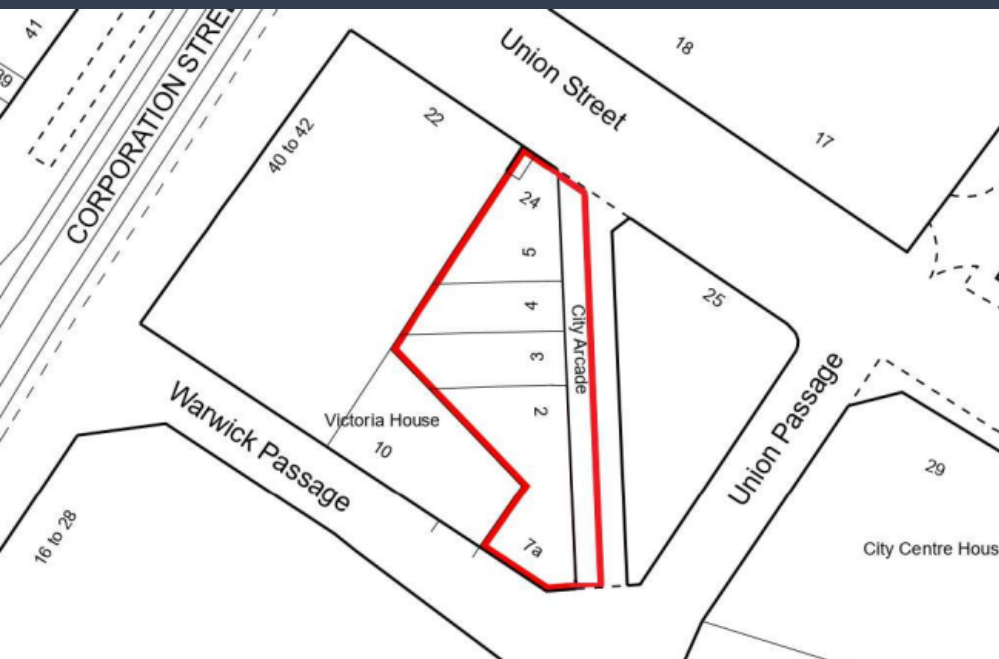 41
CORPORATION STRE
40 to 42
22
Union Street
18
17
24
5
4
3
2
City Arcade
25
Victoria House
10
Warwick Passage
7a
Union Passage
29
City Centre Hous
16 to 28